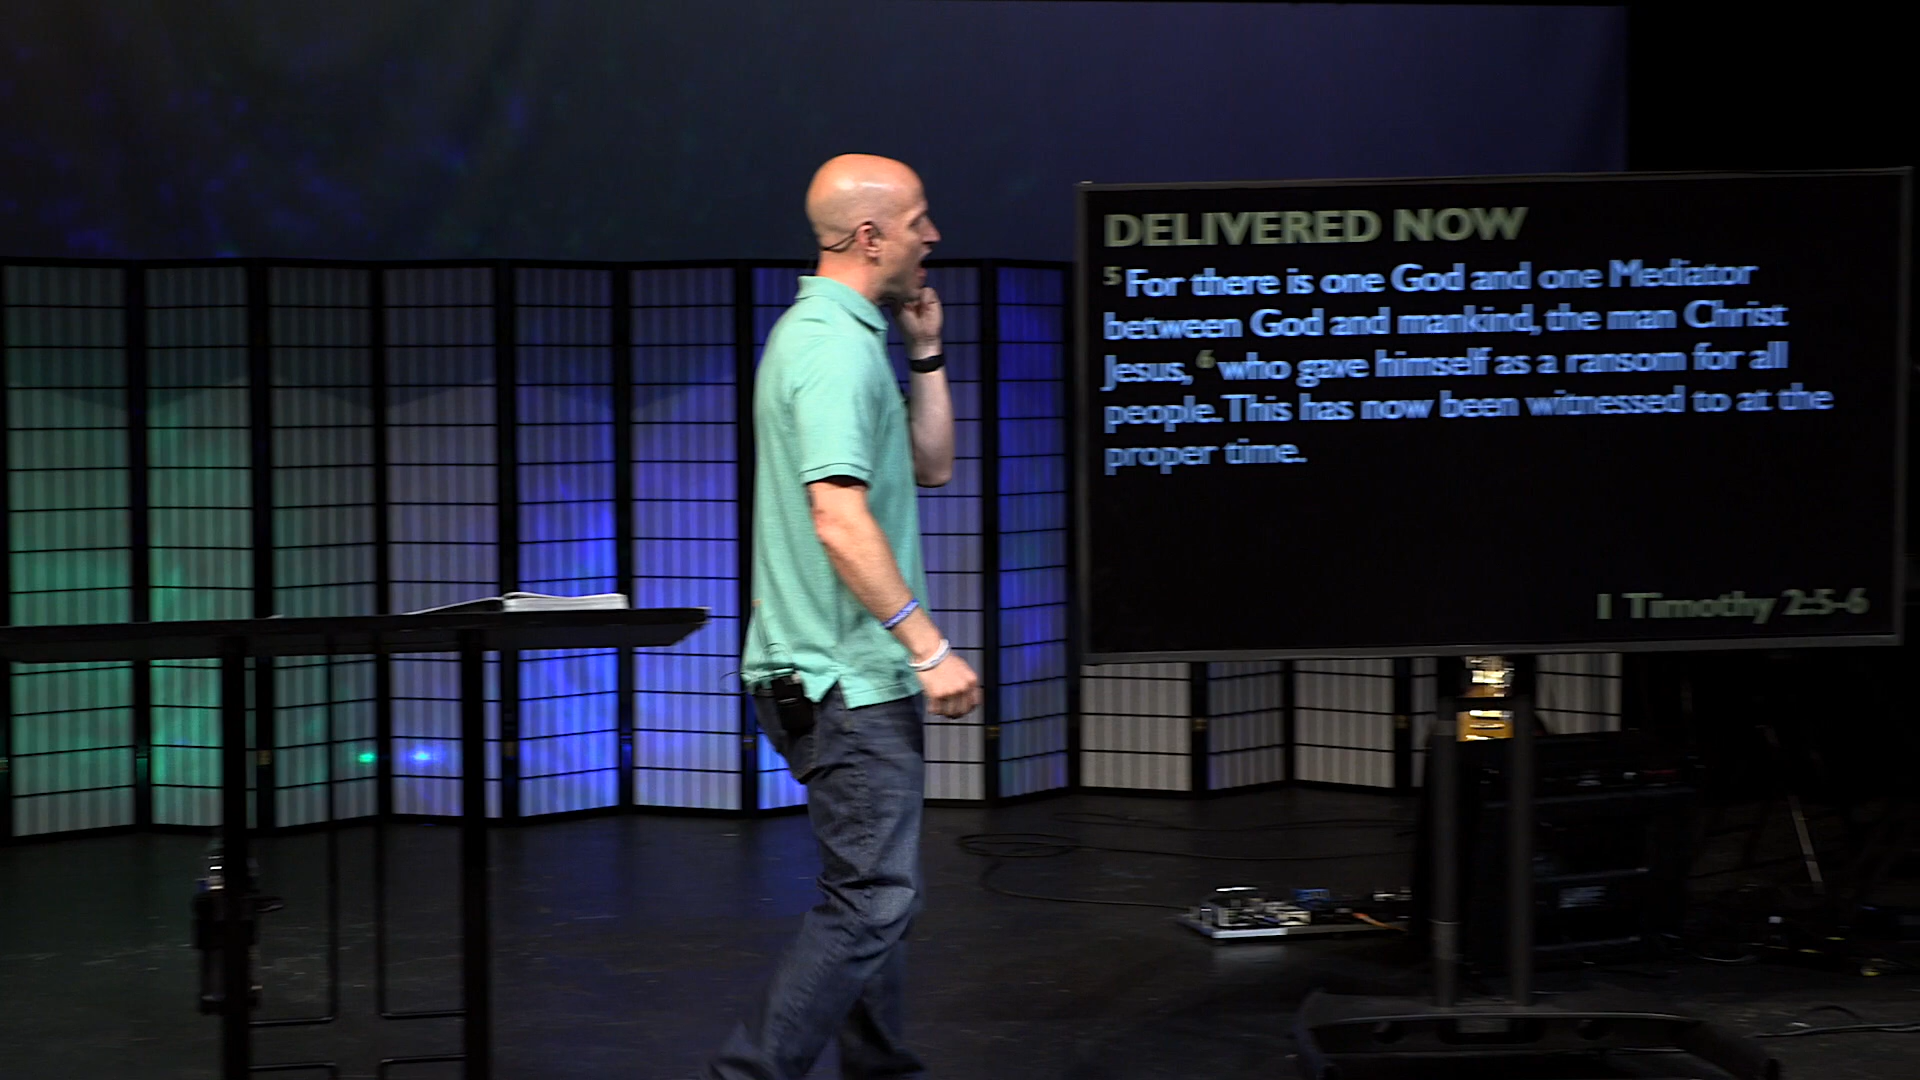 DELIVERED NOW
5 For there is one God and one Mediator
between God and mankind, the man Christ
Jesus, 6 who gave himself as a ransom for all
people. This has now been witnessed to at the
proper time.
1 Timothy 2:5-6